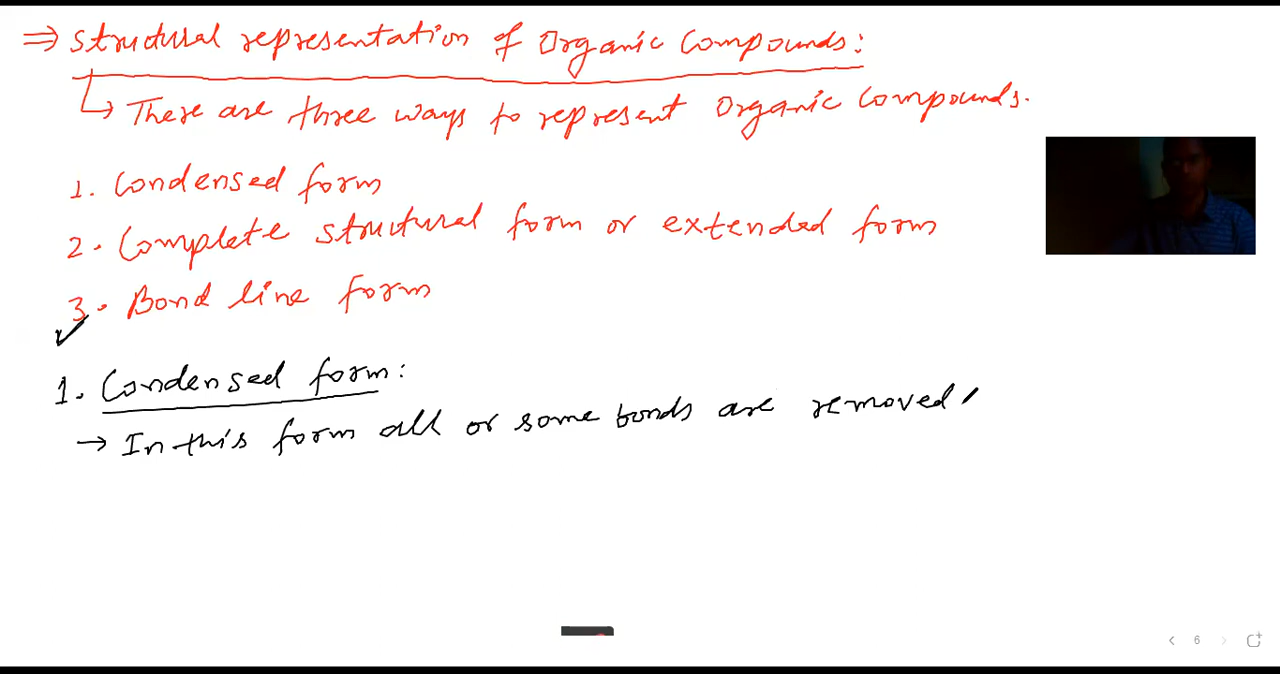 ⇒ Structural representation of Organic Compounds:
↳ There are three ways to represent Organic Compounds.
1. Condensed form
2. Complete structural form or extended form
3. Bond line form
✓
1. Condensed form:
→ In this form all or some bonds are removed,
< 6 >